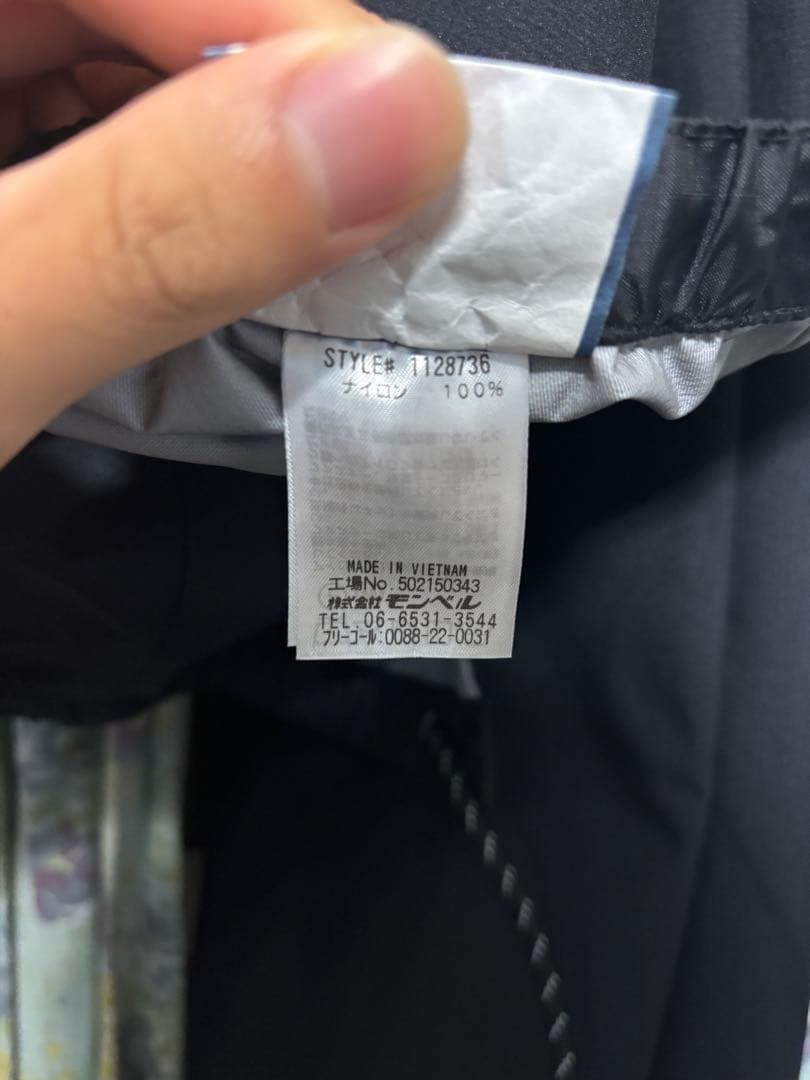 STYLE# 1128736
ナイロン 100%
MADE IN VIETNAM
工場No.502150343
株式会社 モンベル
TEL.06-6531-3544
フリーコール:0088-22-0031